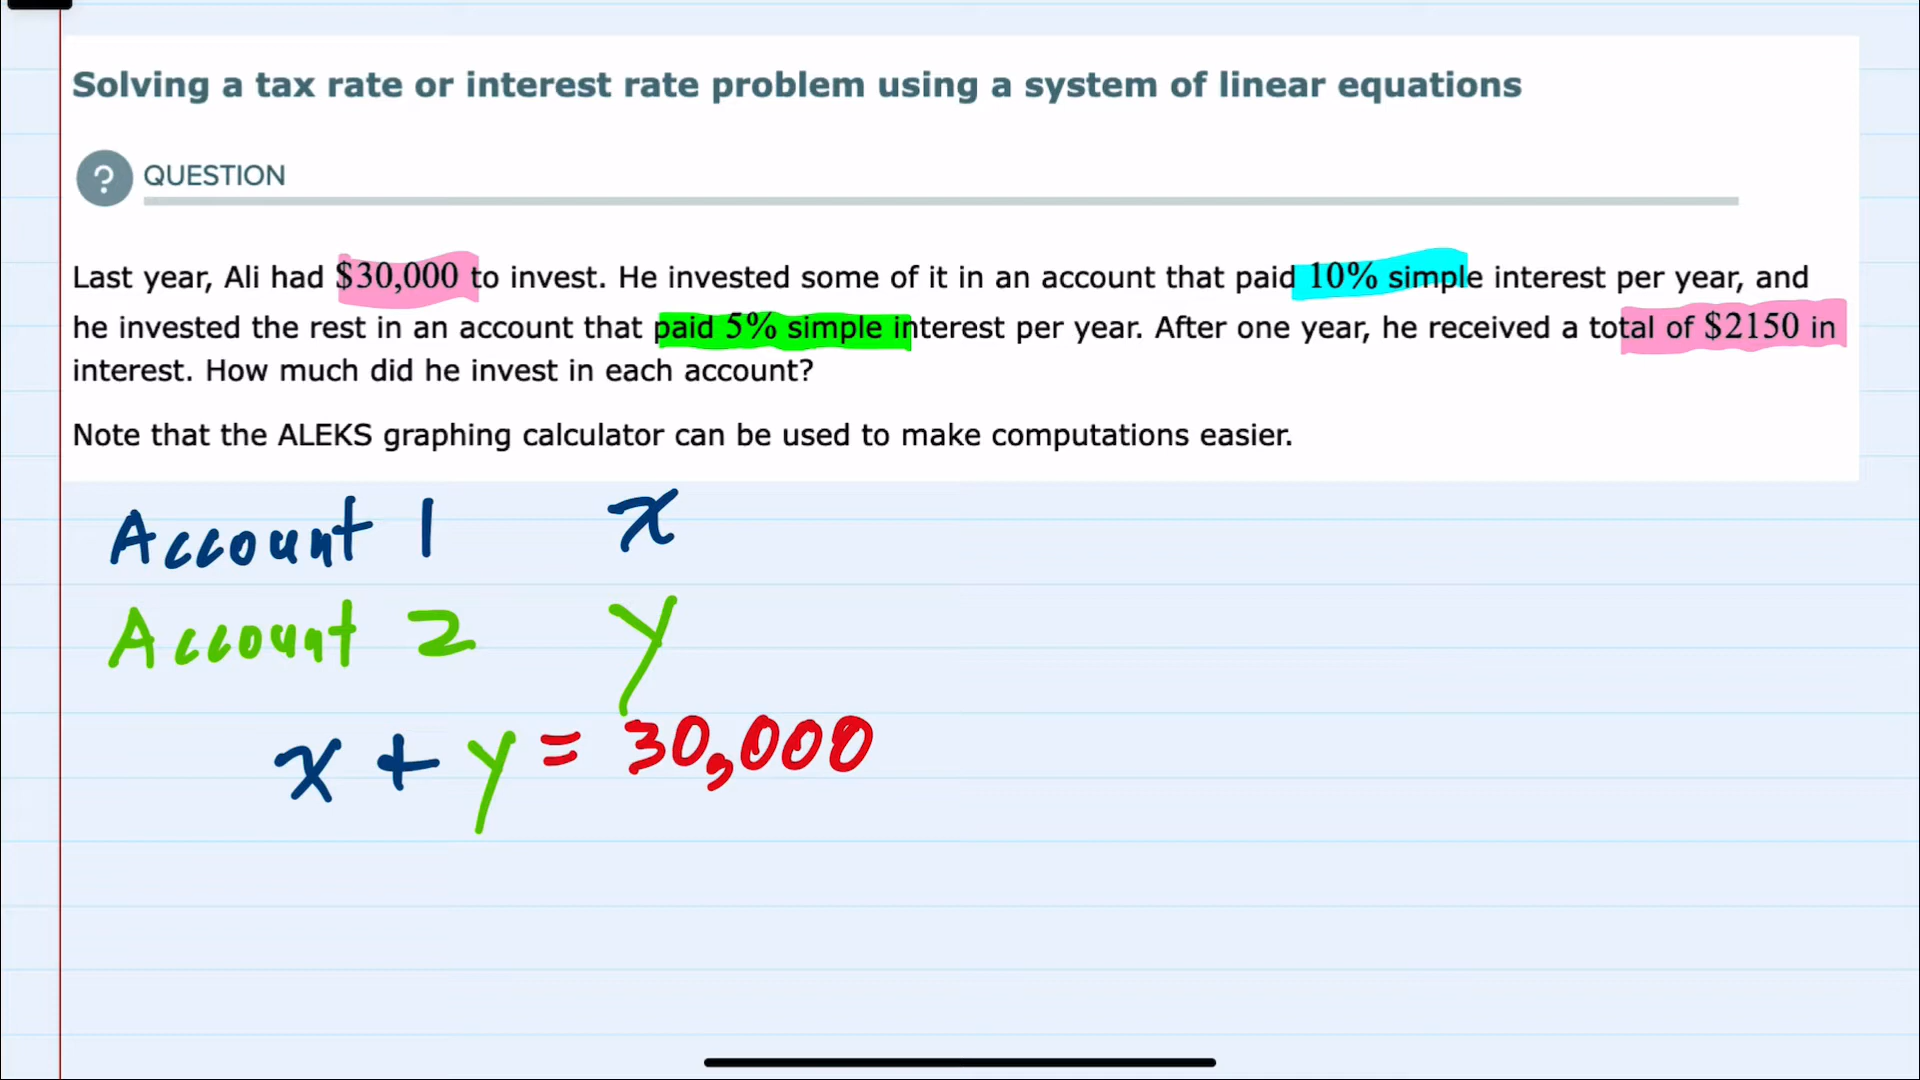 Solving a tax rate or interest rate problem using a system of linear equations
? QUESTION
Last year, Ali had $30,000 to invest. He invested some of it in an account that paid 10% simple interest per year, and
he invested the rest in an account that paid 5% simple interest per year. After one year, he received a total of $2150 in
interest. How much did he invest in each account?
Note that the ALEKS graphing calculator can be used to make computations easier.
Account 1 x
Account 2 y
x + y = 30,000